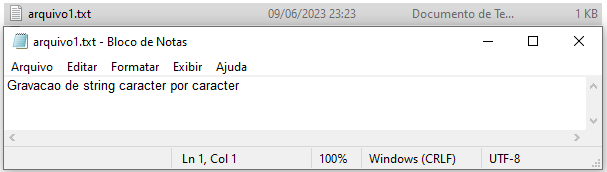 arquivo1.txt 09/06/2023 23:23 Documento de Te... 1 KB
arquivo1.txt - Bloco de Notas
Arquivo Editar Formatar Exibir Ajuda
Gravacao de string caracter por caracter
Ln 1, Col 1 100% Windows (CRLF) UTF-8